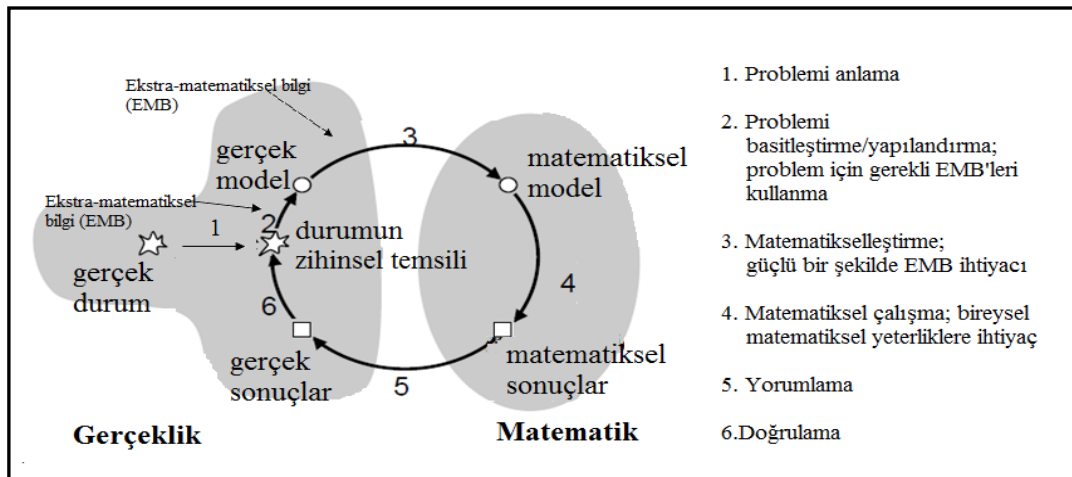 Ekstra-matematiksel bilgi
(EMB)
3
gerçek
model
matematiksel
model
Ekstra-matematiksel
bilgi (EMB)
2
1
durumun
zihinsel temsili
gerçek
durum
4
6
gerçek
sonuçlar
5
matematiksel
sonuçlar
Gerçeklik
Matematik
1. Problemi anlama
2. Problemi
basitleştirme/yapılandırma;
problem için gerekli EMB'leri
kullanma
3. Matematikselleştirme;
güçlü bir şekilde EMB ihtiyacı
4. Matematiksel çalışma; bireysel
matematiksel yeterliklere ihtiyaç
5. Yorumlama
6.Doğrulama